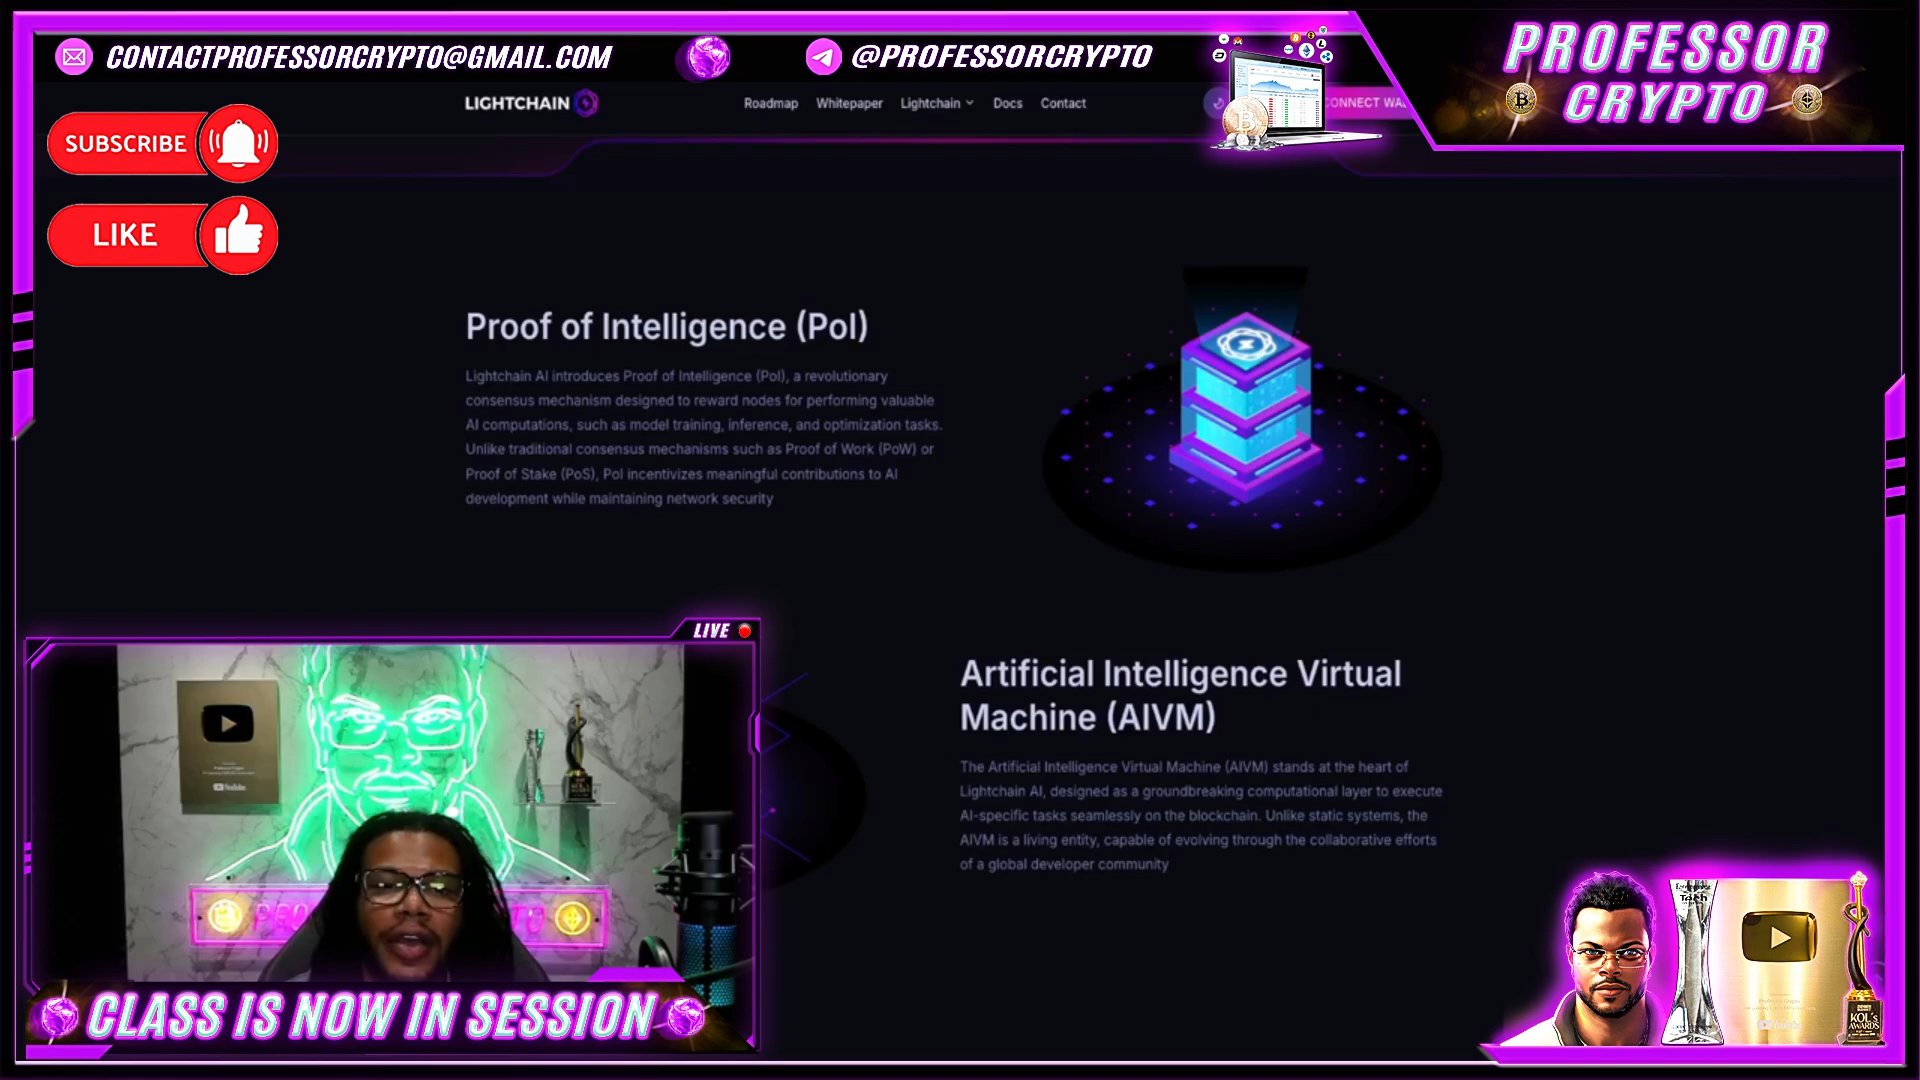 CONTACTPROFESSORCRYPTO@GMAIL.COM
@PROFESSORCRYPTO
PROFESSOR
CRYPTO
LIGHTCHAIN
Roadmap
Whitepaper
Lightchain
Docs
Contact
CONNECT
SUBSCRIBE
LIKE
Proof of Intelligence (PoI)
Lightchain AI introduces Proof of Intelligence (PoI), a revolutionary
consensus mechanism designed to reward nodes for performing valuable
AI computations, such as model training, inference, and optimization tasks.
Unlike traditional consensus mechanisms such as Proof of Work (PoW) or
Proof of Stake (PoS), PoI incentivizes meaningful contributions to AI
development while maintaining network security
LIVE
Artificial Intelligence Virtual
Machine (AIVM)
The Artificial Intelligence Virtual Machine (AIVM) stands at the heart of
Lightchain AI, designed as a groundbreaking computational layer to execute
AI-specific tasks seamlessly on the blockchain. Unlike static systems, the
AIVM is a living entity, capable of evolving through the collaborative efforts
of a global developer community
YouTube
CLASS IS NOW IN SESSION
KOL's
AWARDS